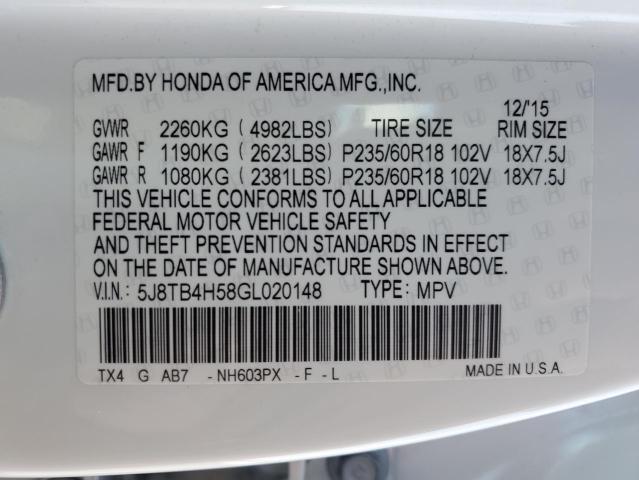 MFD.BY HONDA OF AMERICA MFG.,INC.
12/'15
GVWR 2260KG ( 4982LBS) TIRE SIZE RIM SIZE
GAWR F 1190KG ( 2623LBS) P235/60R18 102V 18X7.5J
GAWR R 1080KG ( 2381LBS) P235/60R18 102V 18X7.5J
THIS VEHICLE CONFORMS TO ALL APPLICABLE
FEDERAL MOTOR VEHICLE SAFETY
AND THEFT PREVENTION STANDARDS IN EFFECT
ON THE DATE OF MANUFACTURE SHOWN ABOVE.
V.I.N.: 5J8TB4H58GL020148 TYPE: MPV
TX4 G AB7 -NH603PX -F -L MADE IN U.S.A.